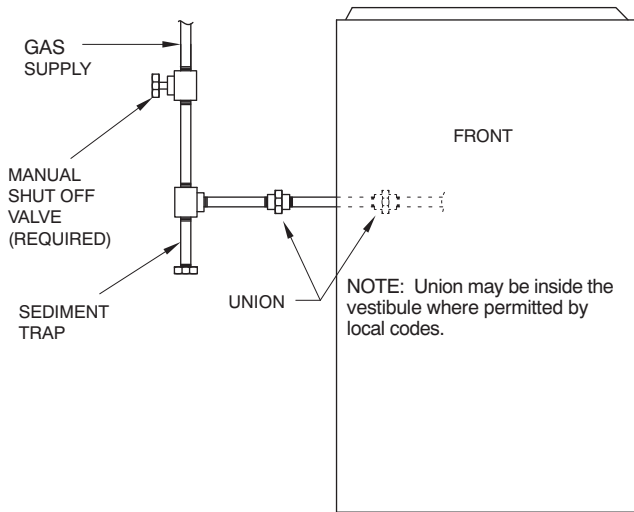 GAS
SUPPLY
FRONT
MANUAL
SHUT OFF
VALVE
(REQUIRED)
SEDIMENT
TRAP
UNION
NOTE: Union may be inside the
vestibule where permitted by
local codes.